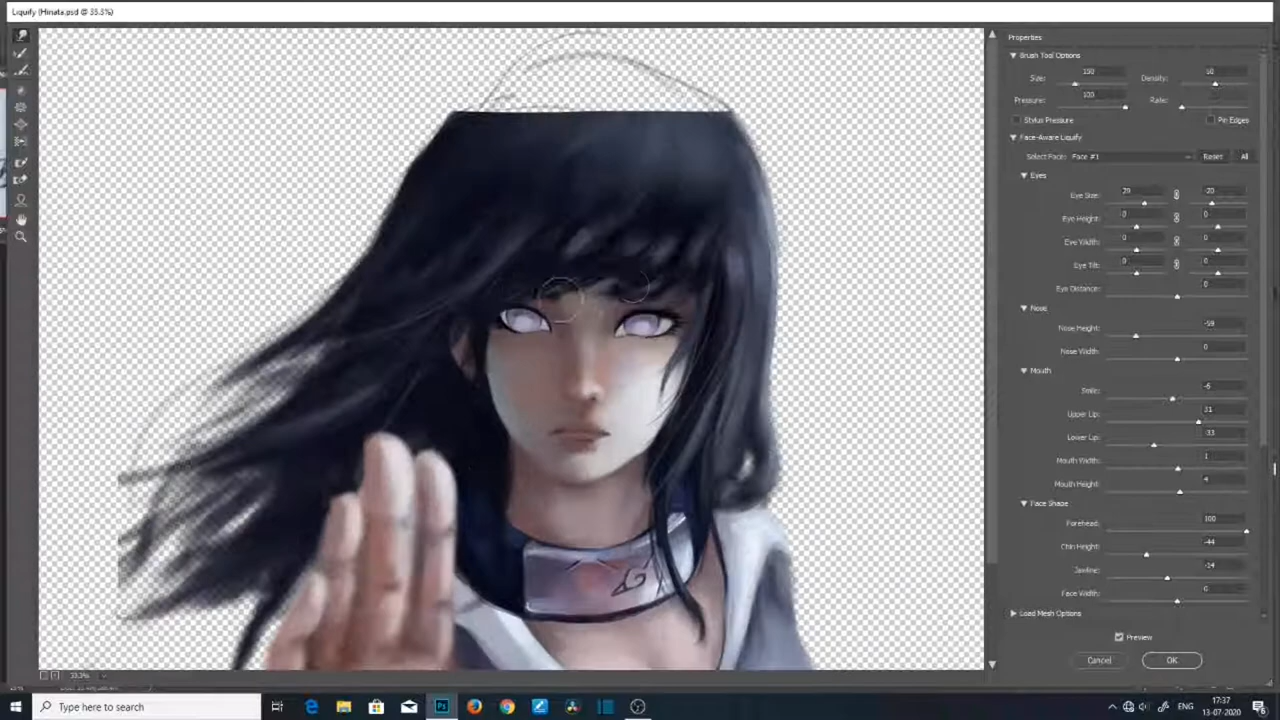 Liquify (Hinata.psd @ 33.3%)
Properties
Brush Tool Options
Size: 150 Density: 50
Pressure: 100 Rate:
Stylus Pressure Pin Edges
Face-Aware Liquify
Select Face: Face #1 Reset All
Eyes
Eye Size: -20
Eye Height: 0 0
Eye Width: 0 0
Eye Tilt: 0 0
Eye Distance: 0
Nose
Nose Height: -59
Nose Width: 0
Mouth
Smile: -6
Upper Lip: 31
Lower Lip: -33
Mouth Width: 1
Mouth Height: 4
Face Shape
Forehead: 100
Chin Height: -44
Jawline: -14
Face Width: 0
Load Mesh Options
Preview
Cancel OK
33.3%
Type here to search
Ps
ENG
17:37
13-07-2020